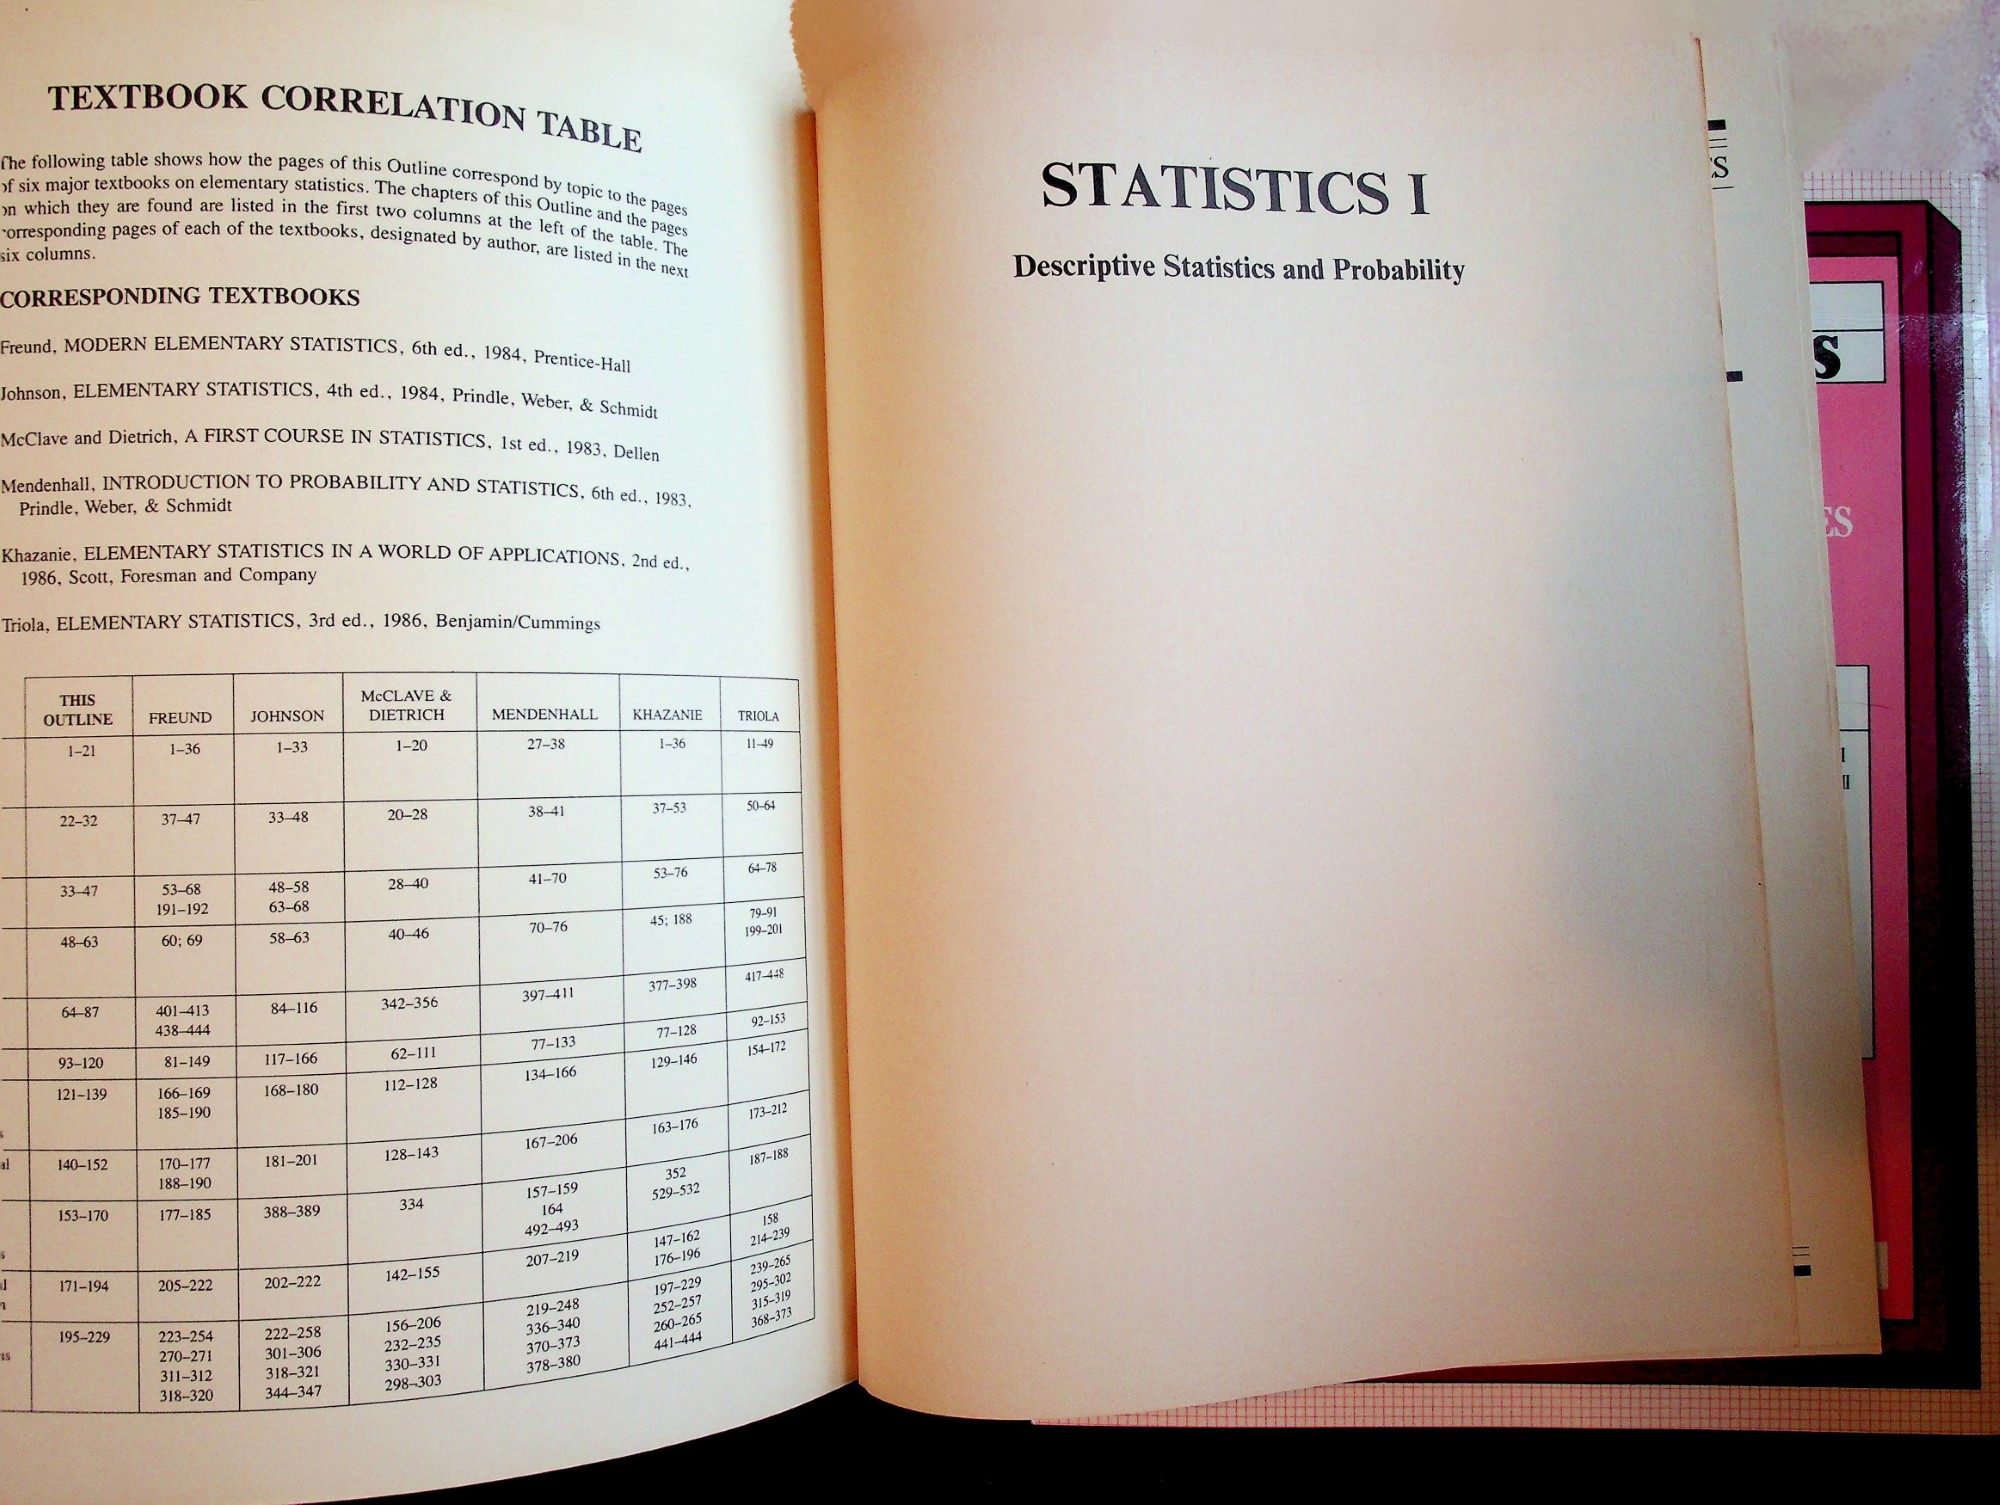 TEXTBOOK CORRELATION TABLE
The following table shows how the pages of this Outline correspond by topic to the pages
of six major textbooks on elementary statistics. The chapters of this Outline and the pages
on which they are found are listed in the first two columns at the left of the table. The
corresponding pages of each of the textbooks, designated by author, are listed in the next
six columns.
CORRESPONDING TEXTBOOKS
Freund, MODERN ELEMENTARY STATISTICS, 6th ed., 1984, Prentice-Hall
Johnson, ELEMENTARY STATISTICS, 4th ed., 1984, Prindle, Weber, & Schmidt
McClave and Dietrich, A FIRST COURSE IN STATISTICS, 1st ed., 1983, Dellen
Mendenhall, INTRODUCTION TO PROBABILITY AND STATISTICS, 6th ed., 1983,
Prindle, Weber, & Schmidt
Khazanie, ELEMENTARY STATISTICS IN A WORLD OF APPLICATIONS, 2nd ed.,
1986, Scott, Foresman and Company
Triola, ELEMENTARY STATISTICS, 3rd ed., 1986, Benjamin/Cummings
THIS OUTLINE FREUND JOHNSON McCLAVE & DIETRICH MENDENHALL KHAZANIE TRIOLA
1–21 1–36 1–33 1–20 27–38 1–36 11–49
22–32 37–47 33–48 20–28 38–41 37–53 50–64
33–47 53–68 48–58 28–40 41–70 53–76 64–78
191–192 63–68
48–63 60; 69 58–63 40–46 70–76 45; 188 79–91
199–201
64–87 401–413 84–116 342–356 397–411 377–398 417–448
438–444
93–120 81–149 117–166 62–111 77–133 77–128 92–153
121–139 166–169 168–180 112–128 134–166 129–146 154–172
185–190
140–152 170–177 181–201 128–143 167–206 163–176 173–212
188–190
153–170 177–185 388–389 334 157–159 352 187–188
164 529–532
492–493
171–194 205–222 202–222 142–155 207–219 147–162 158
176–196 214–239
195–229 223–254 222–258 156–206 219–248 197–229 239–265
270–271 301–306 232–235 336–340 252–257 295–302
311–312 318–321 330–331 370–373 260–265 315–319
318–320 344–347 298–303 378–380 441–444 368–373
STATISTICS I
Descriptive Statistics and Probability
S
S
ES
I
II